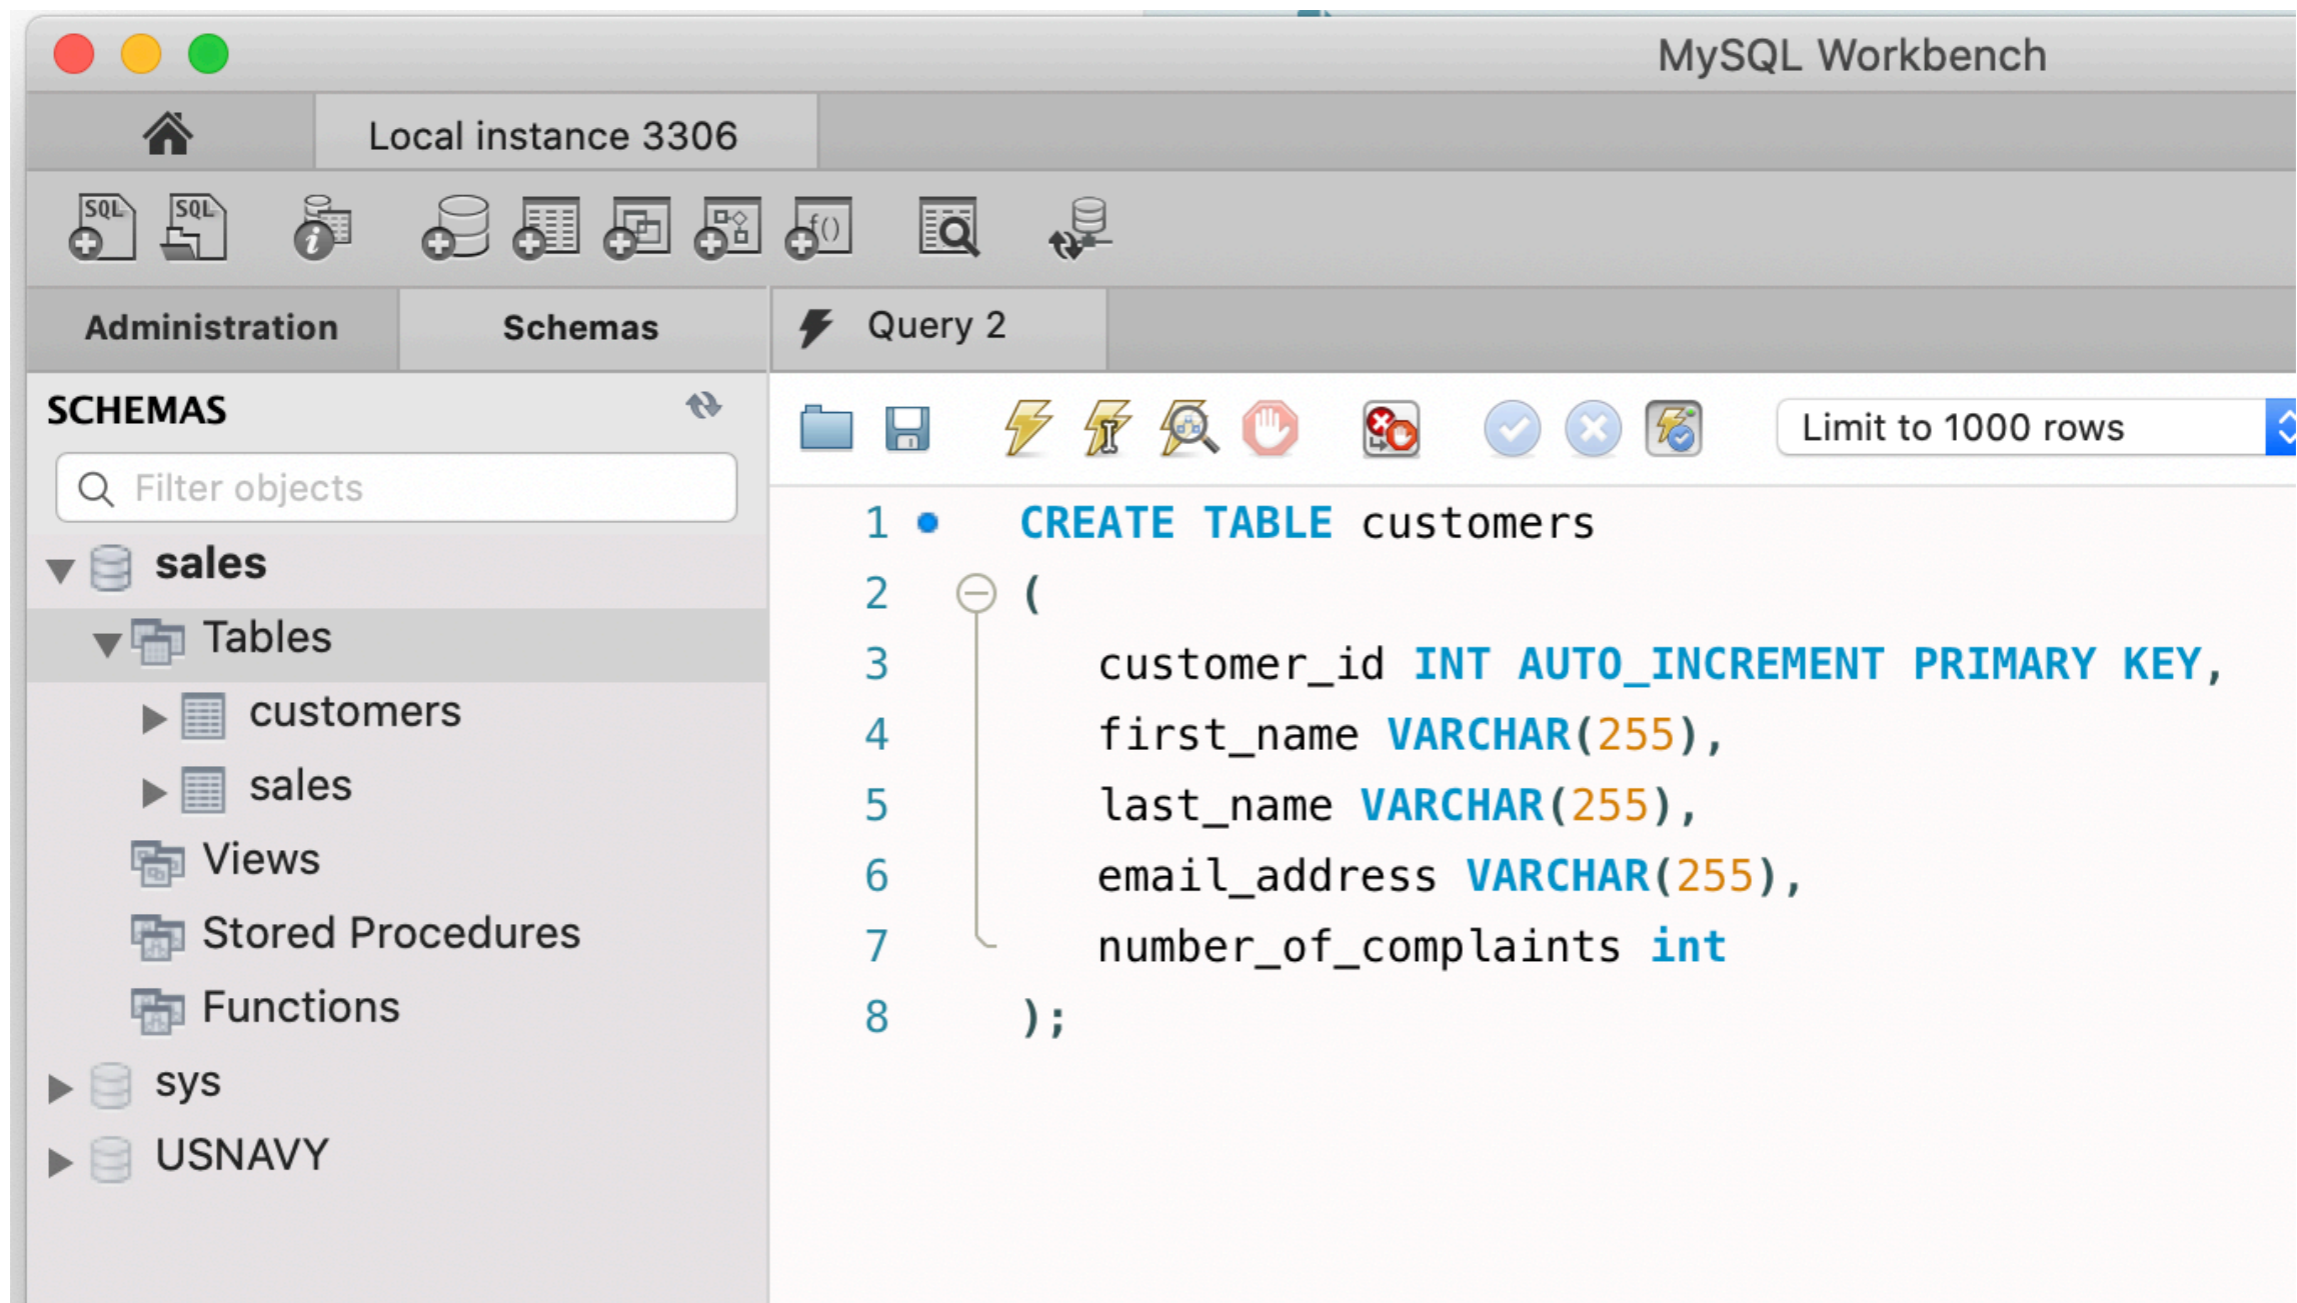 MySQL Workbench
Local instance 3306
SQL SQL i f()
Administration Schemas Query 2
SCHEMAS
Filter objects
Limit to 1000 rows
sales
Tables
customers
sales
Views
Stored Procedures
Functions
sys
USNAVY
1 CREATE TABLE customers
2 (
3 customer_id INT AUTO_INCREMENT PRIMARY KEY,
4 first_name VARCHAR(255),
5 last_name VARCHAR(255),
6 email_address VARCHAR(255),
7 number_of_complaints int
8 );